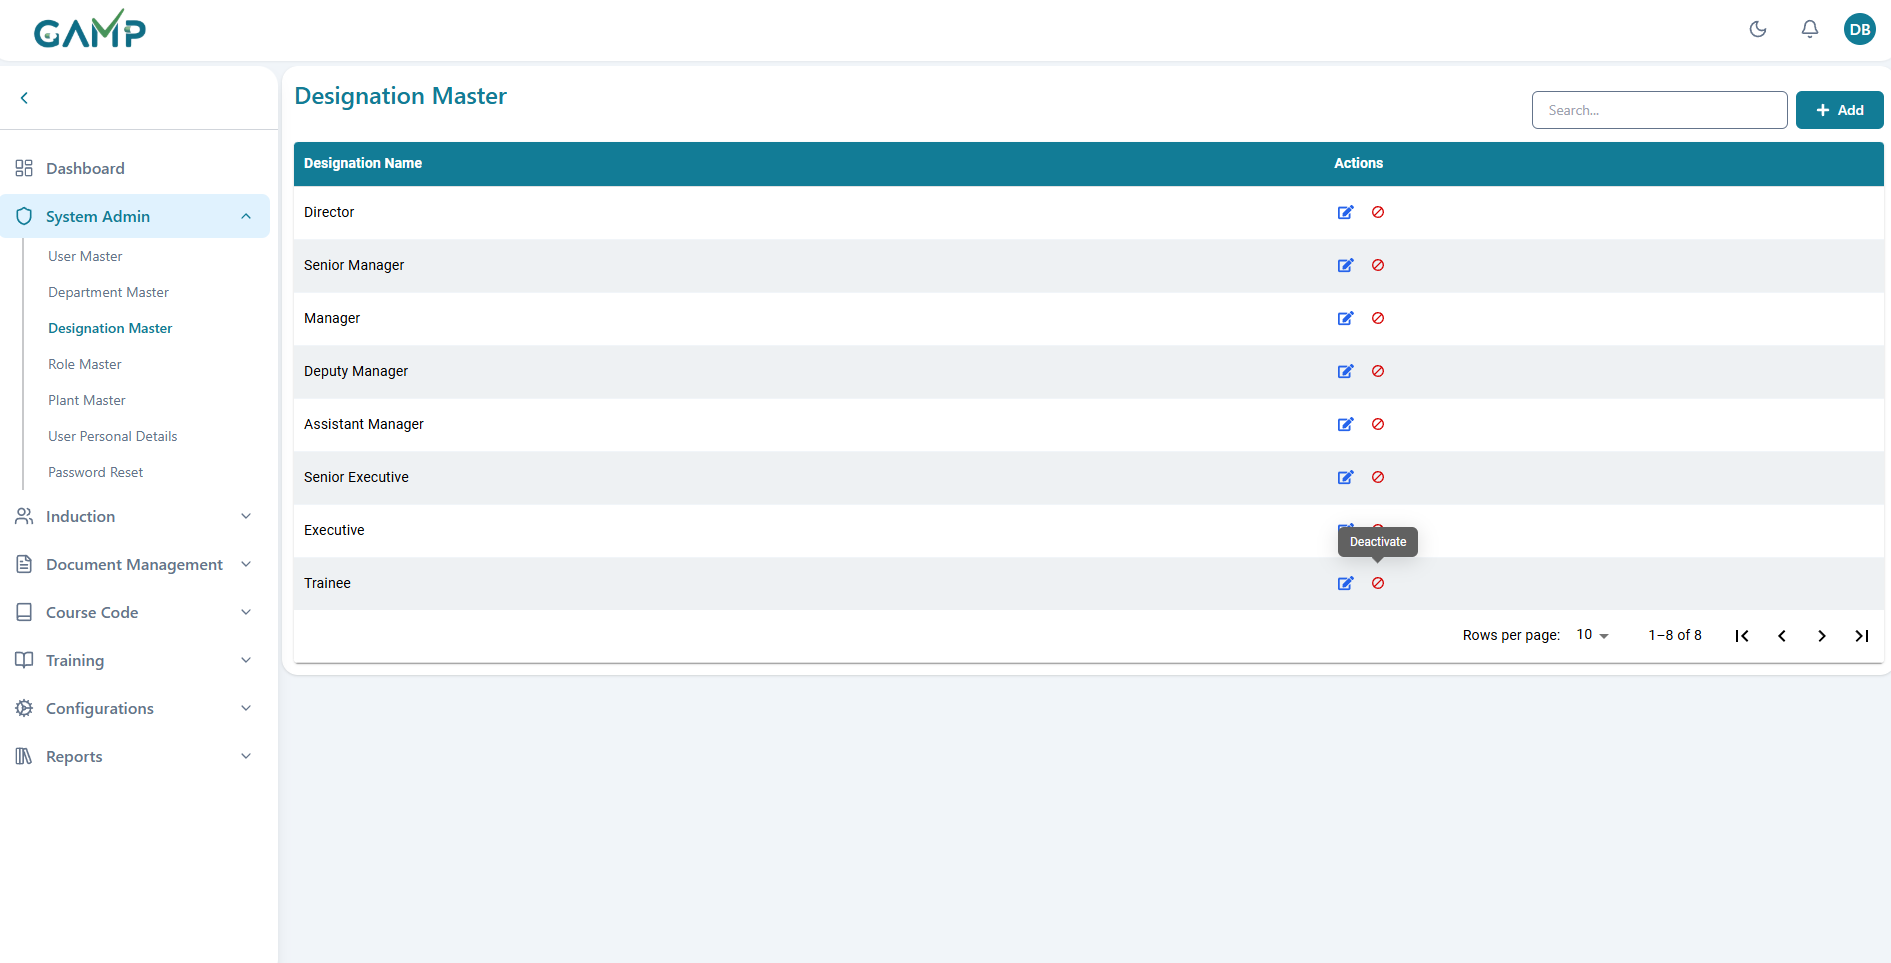 GAMP
DB
Designation Master
Search...
Add
Dashboard
System Admin
User Master
Department Master
Designation Master
Role Master
Plant Master
User Personal Details
Password Reset
Induction
Document Management
Course Code
Training
Configurations
Reports
Designation Name Actions
Director
Senior Manager
Manager
Deputy Manager
Assistant Manager
Senior Executive
Executive
Deactivate
Trainee
Rows per page: 10 1–8 of 8